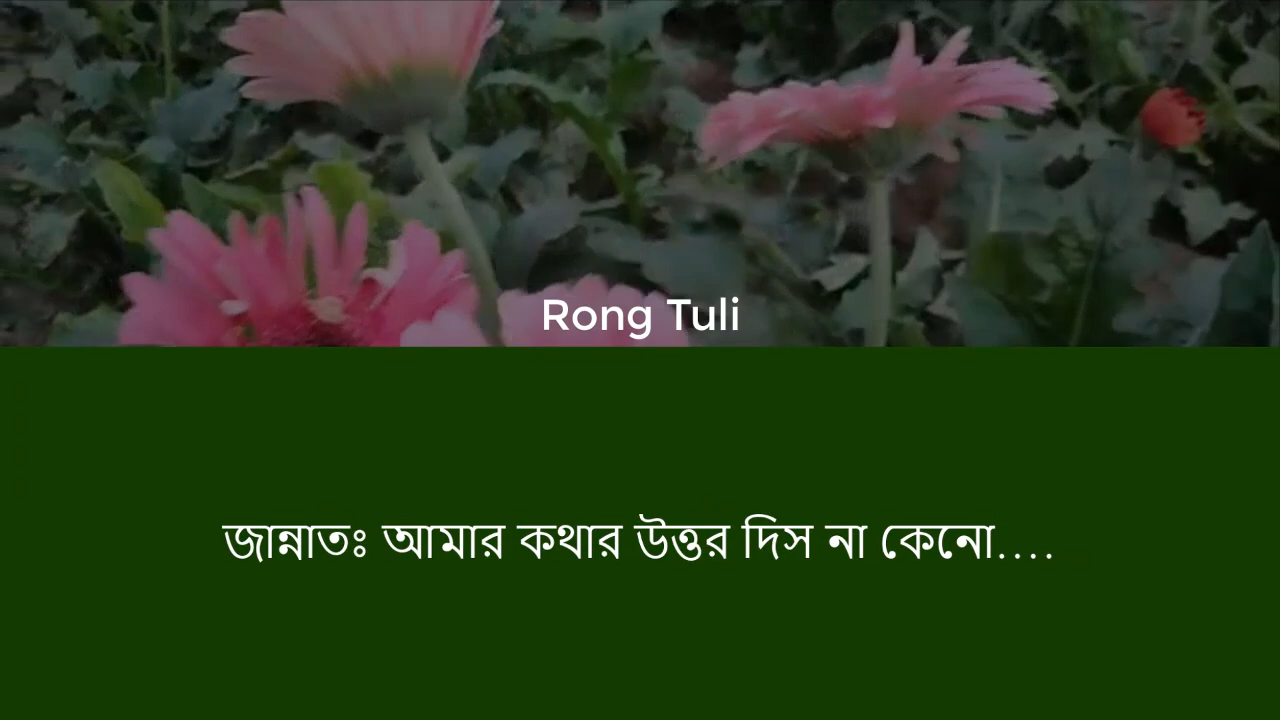 Rong Tuli
জান্নাতঃ আমার কথার উত্তর দিস না কেনো....